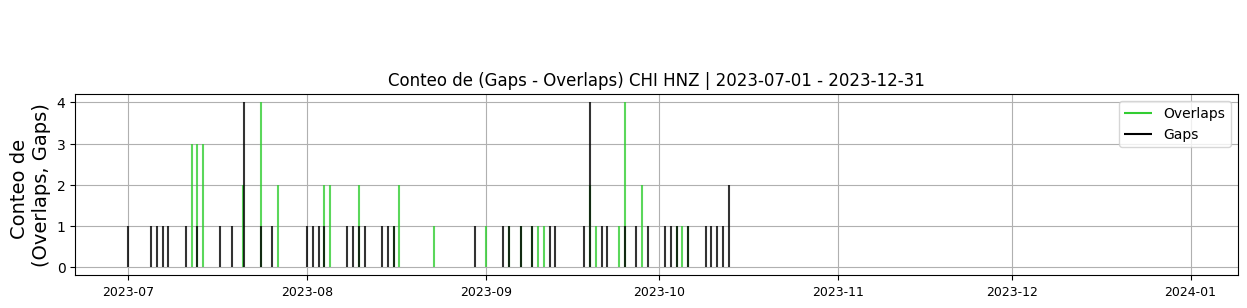 Conteo de (Gaps - Overlaps) CHI HNZ | 2023-07-01 - 2023-12-31
Conteo de
(Overlaps, Gaps)
4
3
2
1
0
Overlaps
Gaps
2023-07
2023-08
2023-09
2023-10
2023-11
2023-12
2024-01